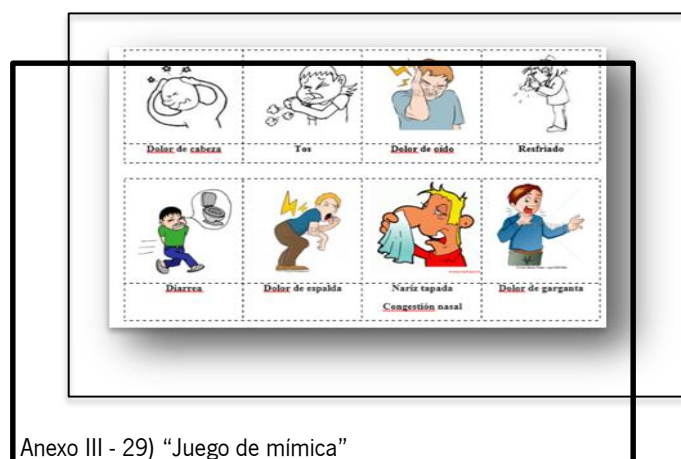 Dolor de cabeza Tos Dolor de oído Resfriado
Diarrea Dolor de espalda Nariz tapada Dolor de garganta
Congestión nasal
Anexo III - 29) “Juego de mímica”